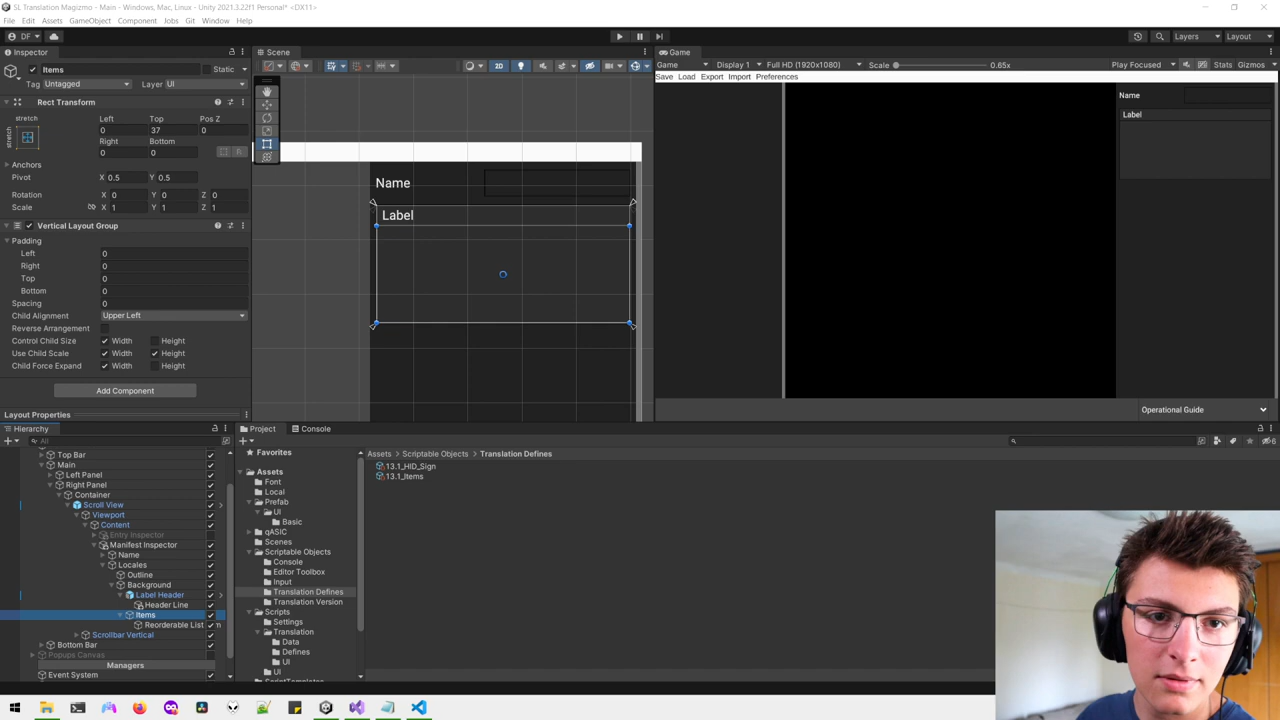 SL Translation Magizmo - Main - Windows, Mac, Linux - Unity 2021.3.22f1 Personal* <DX11>
File Edit Assets GameObject Component Jobs Git Window Help
DF Layers Layout
Inspector
Items Static
Tag Untagged Layer UI
Rect Transform
stretch Left Top Pos Z
stretch 0 37 0
Right Bottom
0 0
Anchors
Pivot X 0.5 Y 0.5
Rotation X 0 Y 0 Z 0
Scale X 1 Y 1 Z 1
Vertical Layout Group
Padding
Left 0
Right 0
Top 0
Bottom 0
Spacing 0
Child Alignment Upper Left
Reverse Arrangement
Control Child Size Width Height
Use Child Scale Width Height
Child Force Expand Width Height
Add Component
Layout Properties
Scene
2D
Name
Label
Game
Game Display 1 Full HD (1920x1080) Scale 0.65x Play Focused Stats Gizmos
Save Load Export Import Preferences
Name
Label
Operational Guide
Hierarchy
All
Top Bar
Main
Left Panel
Right Panel
Container
Scroll View
Viewport
Content
Entry Inspector
Manifest Inspector
Name
Locales
Outline
Background
Label Header
Header Line
Items
Reorderable List
Scrollbar Vertical
Bottom Bar
Popups Canvas
Managers
Event System
Project Console
Favorites
Assets
Font
Local
Prefab
UI
Basic
qASIC
Scenes
Scriptable Objects
Console
Editor Toolbox
Input
Translation Defines
Translation Version
Scripts
Settings
Translation
Data
Defines
UI
UI
ScriptTemplates
Assets > Scriptable Objects > Translation Defines
13.1_HID_Sign
13.1_Items
6